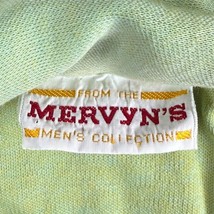 FROM THE
MERVYN'S
MEN'S COLLECTION